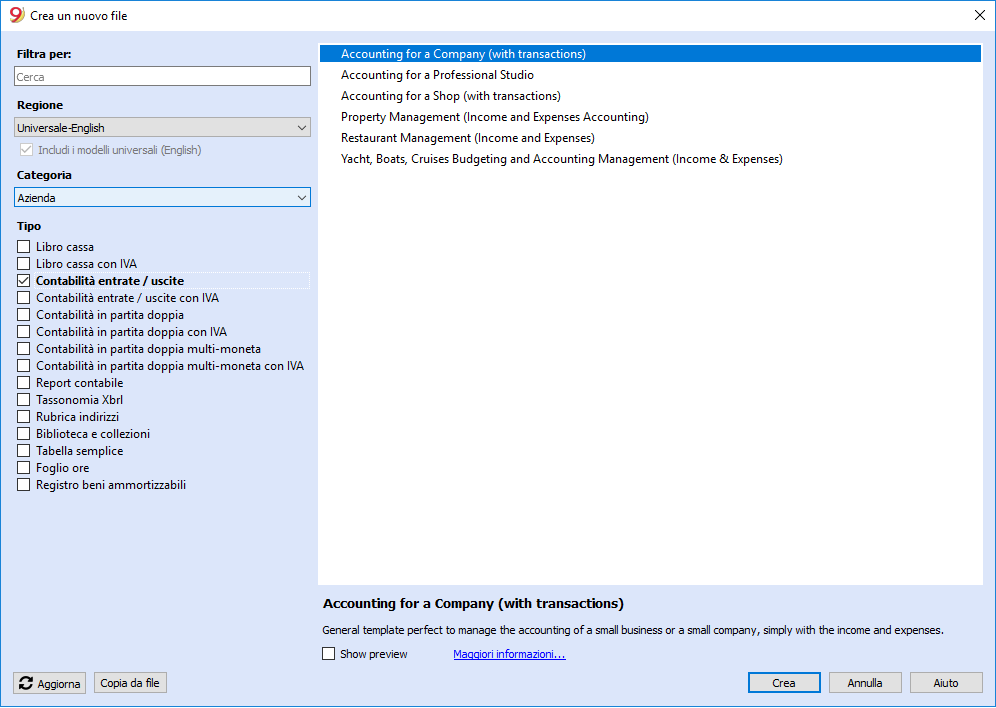 Crea un nuovo file
Filtra per:
Cerca
Regione
Universale-English
Includi i modelli universali (English)
Categoria
Azienda
Tipo
Libro cassa
Libro cassa con IVA
Contabilità entrate / uscite
Contabilità entrate / uscite con IVA
Contabilità in partita doppia
Contabilità in partita doppia con IVA
Contabilità in partita doppia multi-moneta
Contabilità in partita doppia multi-moneta con IVA
Report contabile
Tassonomia Xbrl
Rubrica indirizzi
Biblioteca e collezioni
Tabella semplice
Foglio ore
Registro beni ammortizzabili
Accounting for a Company (with transactions)
Accounting for a Professional Studio
Accounting for a Shop (with transactions)
Property Management (Income and Expenses Accounting)
Restaurant Management (Income and Expenses)
Yacht, Boats, Cruises Budgeting and Accounting Management (Income & Expenses)
Accounting for a Company (with transactions)
General template perfect to manage the accounting of a small business or a small company, simply with the income and expenses.
Show preview Maggiori informazioni...
Aggiorna Copia da file Crea Annulla Aiuto